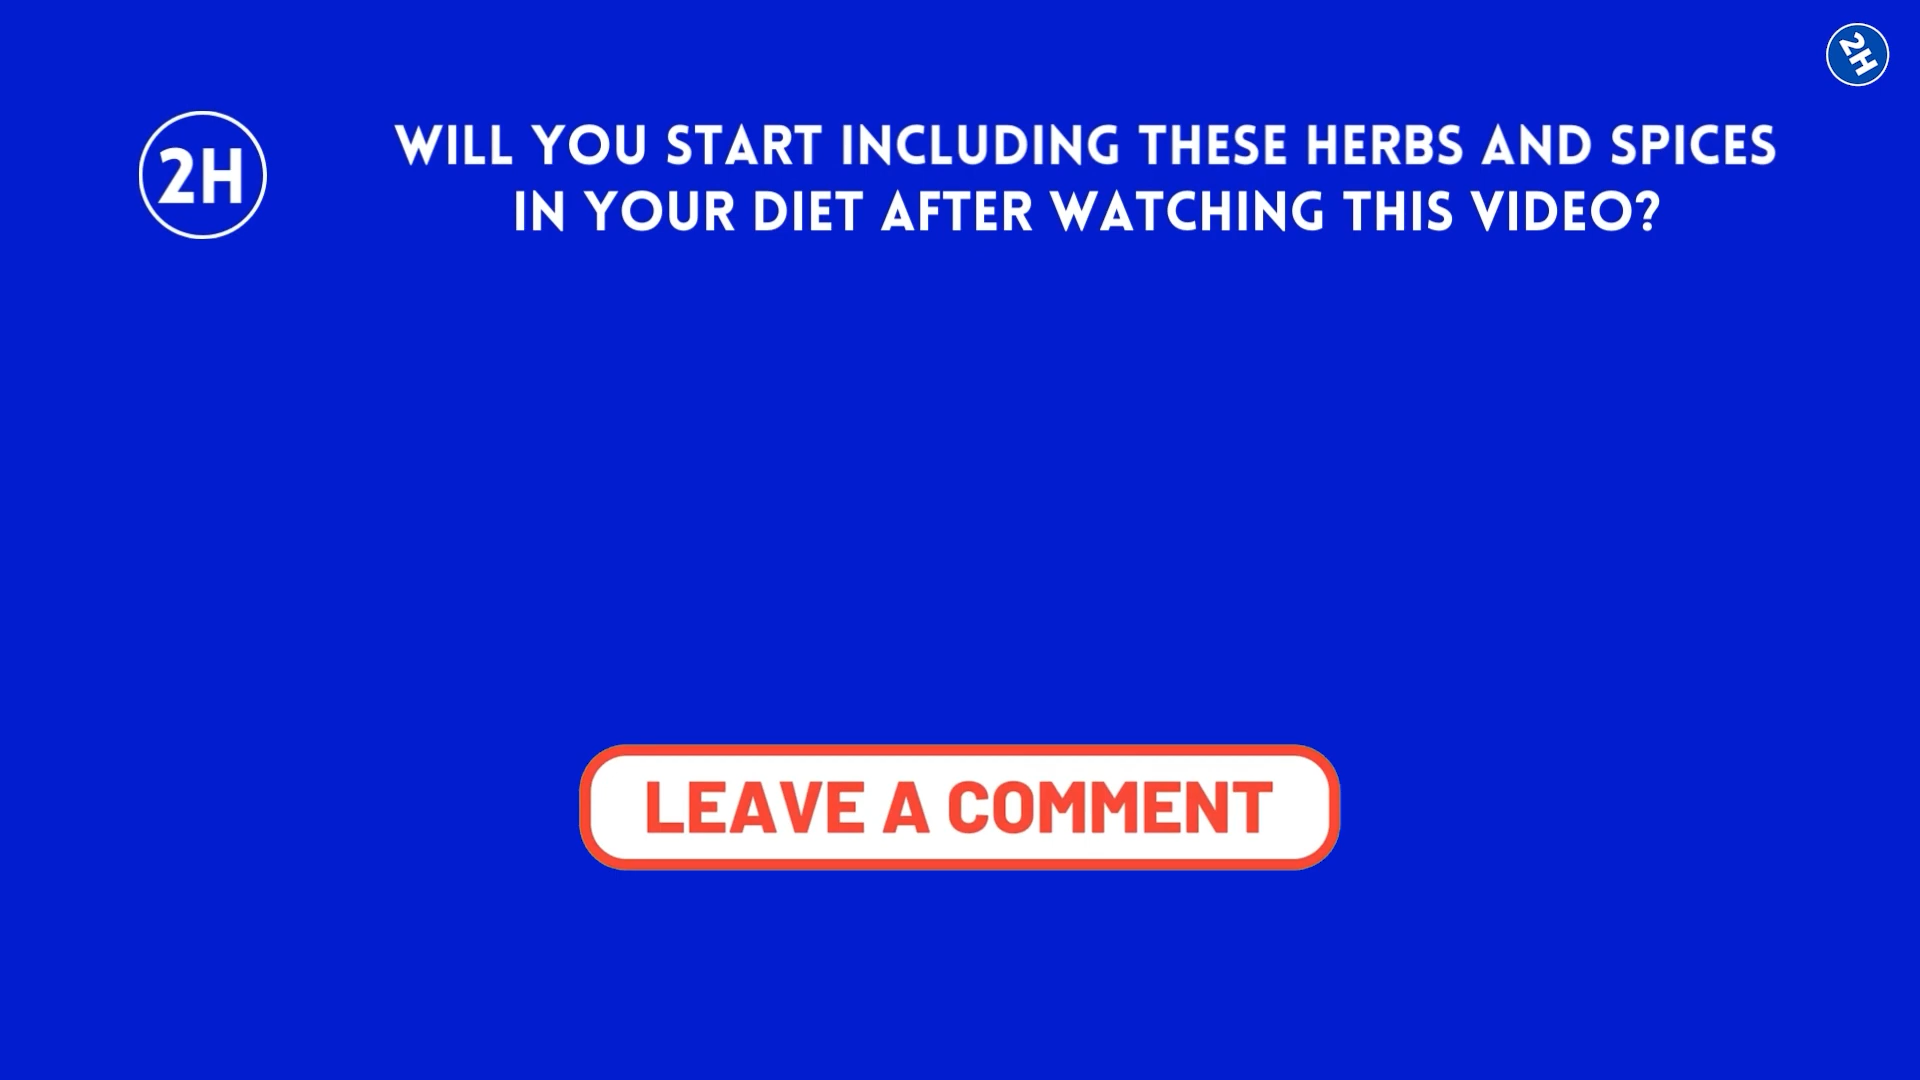 2H
2H
WILL YOU START INCLUDING THESE HERBS AND SPICES
IN YOUR DIET AFTER WATCHING THIS VIDEO?
LEAVE A COMMENT